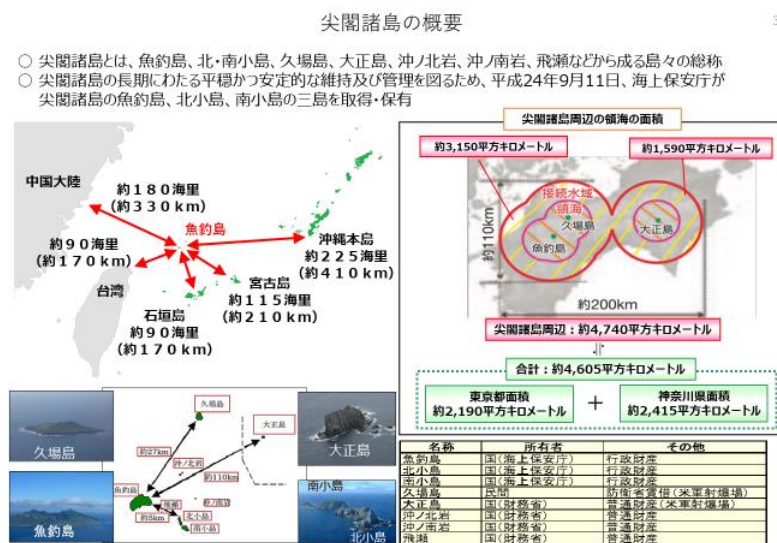 尖閣諸島の概要
3
○ 尖閣諸島とは、魚釣島、北・南小島、久場島、大正島、沖ノ北岩、沖ノ南岩、飛瀬などから成る島々の総称
○ 尖閣諸島の長期にわたる平穏かつ安定的な維持及び管理を図るため、平成24年9月11日、海上保安庁が
尖閣諸島の魚釣島、北小島、南小島の三島を取得・保有
中国大陸
約180海里
(約330km)
魚釣島
約90海里
(約170km)
台湾
沖縄本島
約225海里
(約410km)
宮古島
約115海里
(約210km)
石垣島
約90海里
(約170km)
尖閣諸島周辺の領海の面積
約3,150平方キロメートル
約1,590平方キロメートル
接続水域
領海
久場島
魚釣島
大正島
約110km
約200km
尖閣諸島周辺:約4,740平方キロメートル
合計:約4,605平方キロメートル
東京都面積
約2,190平方キロメートル
+
神奈川県面積
約2,415平方キロメートル
久場島
魚釣島
久場島
大正島
約27km
沖ノ北岩
約110km
魚釣島
沖ノ南岩
飛瀬
約5km
北小島
南小島
大正島
南小島
北小島
名称 所有者 その他
魚釣島 国(海上保安庁) 行政財産
北小島 国(海上保安庁) 行政財産
南小島 国(海上保安庁) 行政財産
久場島 民間 防衛省賃借(米軍射爆場)
大正島 国(財務省) 普通財産(米軍射爆場)
沖ノ北岩 国(財務省) 普通財産
沖ノ南岩 国(財務省) 普通財産
飛瀬 国(財務省) 普通財産